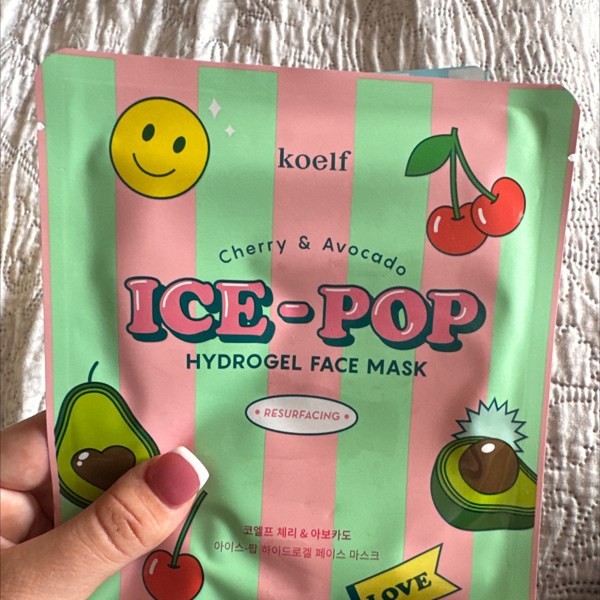 koelf
Cherry & Avocado
ICE-POP
HYDROGEL FACE MASK
• RESURFACING •
코엘프 체리 & 아보카도
아이스-팝 하이드로겔 페이스 마스크
LOVE